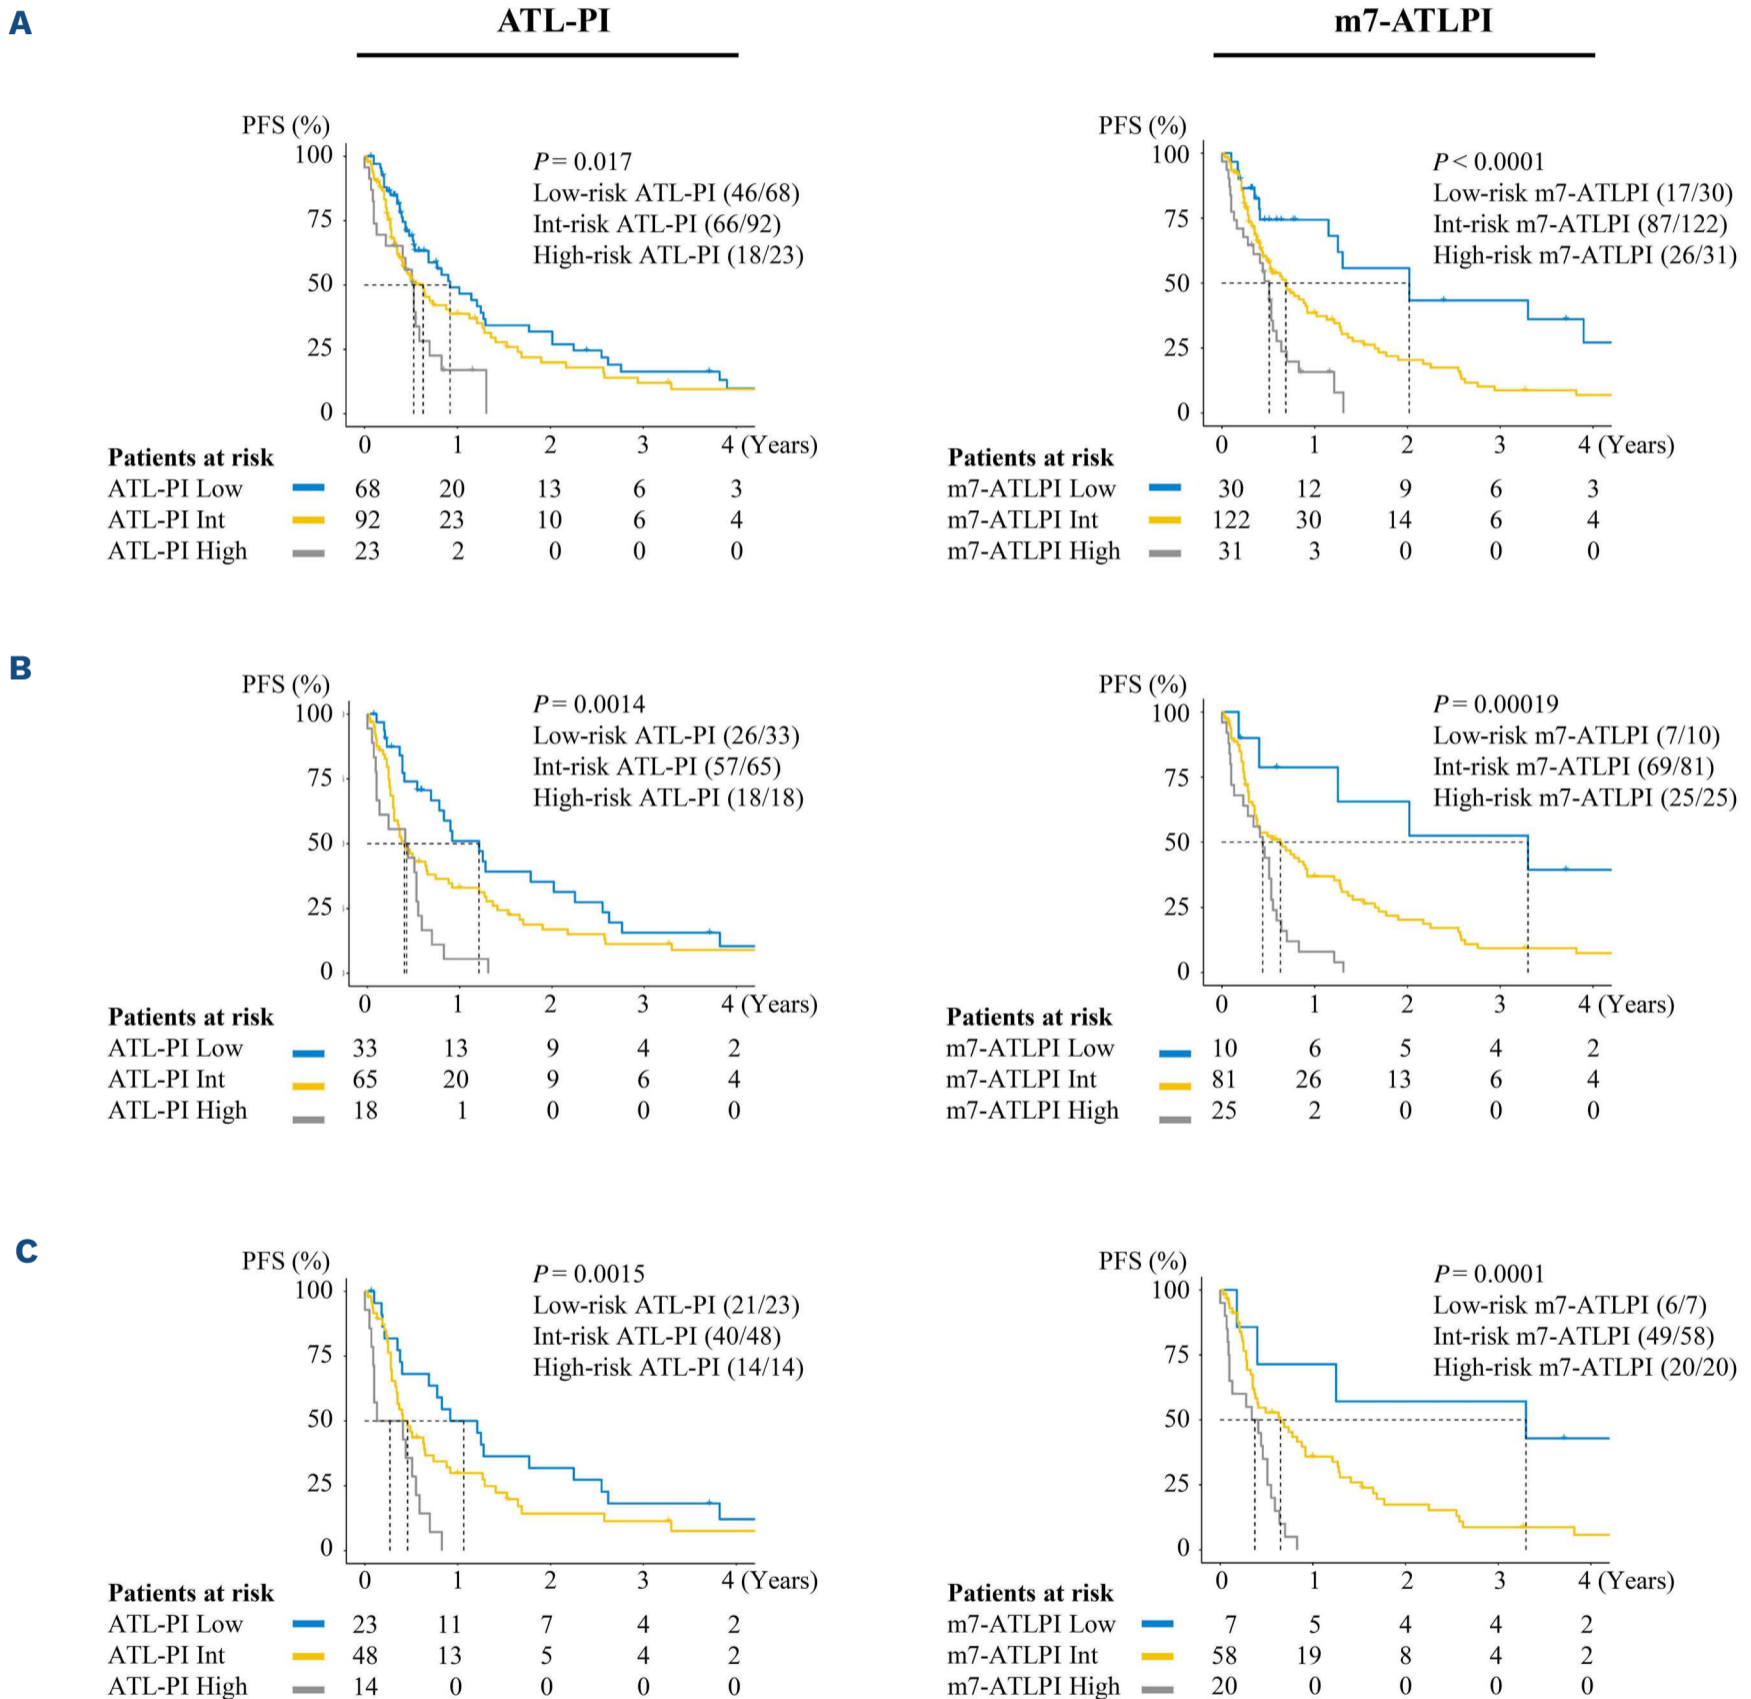 A
ATL-PI
m7-ATLPI
PFS (%)
100
75
50
25
0
P = 0.017
Low-risk ATL-PI (46/68)
Int-risk ATL-PI (66/92)
High-risk ATL-PI (18/23)
0 1 2 3 4 (Years)
Patients at risk
ATL-PI Low 68 20 13 6 3
ATL-PI Int 92 23 10 6 4
ATL-PI High 23 2 0 0 0
PFS (%)
100
75
50
25
0
P < 0.0001
Low-risk m7-ATLPI (17/30)
Int-risk m7-ATLPI (87/122)
High-risk m7-ATLPI (26/31)
0 1 2 3 4 (Years)
Patients at risk
m7-ATLPI Low 30 12 9 6 3
m7-ATLPI Int 122 30 14 6 4
m7-ATLPI High 31 3 0 0 0
B
PFS (%)
100
75
50
25
0
P = 0.0014
Low-risk ATL-PI (26/33)
Int-risk ATL-PI (57/65)
High-risk ATL-PI (18/18)
0 1 2 3 4 (Years)
Patients at risk
ATL-PI Low 33 13 9 4 2
ATL-PI Int 65 20 9 6 4
ATL-PI High 18 1 0 0 0
PFS (%)
100
75
50
25
0
P = 0.00019
Low-risk m7-ATLPI (7/10)
Int-risk m7-ATLPI (69/81)
High-risk m7-ATLPI (25/25)
0 1 2 3 4 (Years)
Patients at risk
m7-ATLPI Low 10 6 5 4 2
m7-ATLPI Int 81 26 13 6 4
m7-ATLPI High 25 2 0 0 0
C
PFS (%)
100
75
50
25
0
P = 0.0015
Low-risk ATL-PI (21/23)
Int-risk ATL-PI (40/48)
High-risk ATL-PI (14/14)
0 1 2 3 4 (Years)
Patients at risk
ATL-PI Low 23 11 7 4 2
ATL-PI Int 48 13 5 4 2
ATL-PI High 14 0 0 0 0
PFS (%)
100
75
50
25
0
P = 0.0001
Low-risk m7-ATLPI (6/7)
Int-risk m7-ATLPI (49/58)
High-risk m7-ATLPI (20/20)
0 1 2 3 4 (Years)
Patients at risk
m7-ATLPI Low 7 5 4 4 2
m7-ATLPI Int 58 19 8 4 2
m7-ATLPI High 20 0 0 0 0